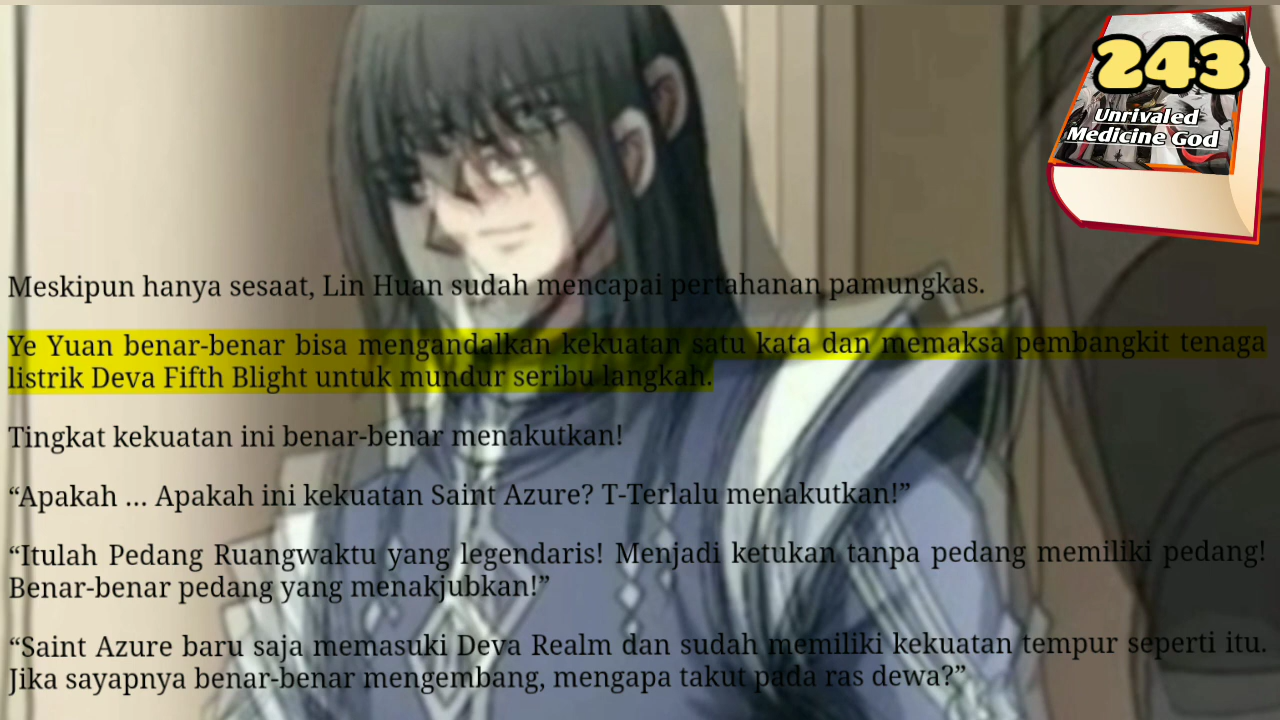 243
Unrivaled
Medicine God
Meskipun hanya sesaat, Lin Huan sudah mencapai pertahanan pamungkas.
Ye Yuan benar-benar bisa mengandalkan kekuatan satu kata dan memaksa pembangkit tenaga
listrik Deva Fifth Blight untuk mundur seribu langkah.
Tingkat kekuatan ini benar-benar menakutkan!
“Apakah … Apakah ini kekuatan Saint Azure? T-Terlalu menakutkan!”
“Itulah Pedang Ruangwaktu yang legendaris! Menjadi ketukan tanpa pedang memiliki pedang!
Benar-benar pedang yang menakjubkan!”
“Saint Azure baru saja memasuki Deva Realm dan sudah memiliki kekuatan tempur seperti itu.
Jika sayapnya benar-benar mengembang, mengapa takut pada ras dewa?”